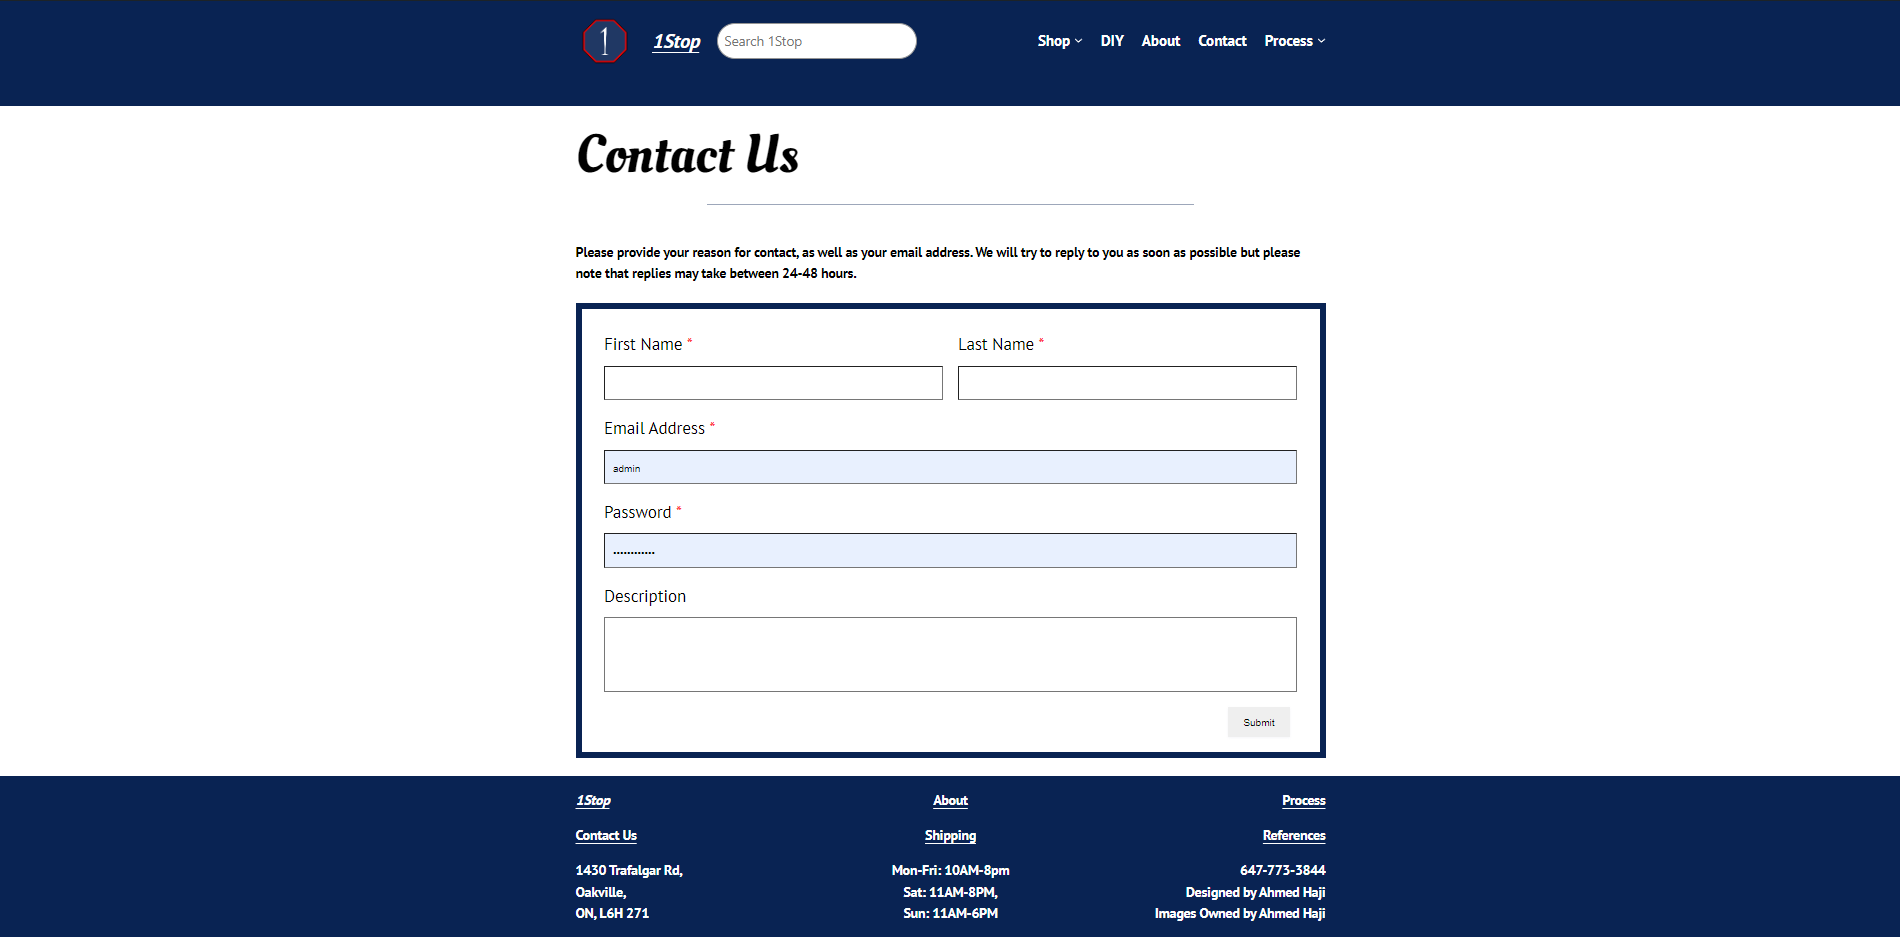 1
1Stop
Search 1Stop
Shop
DIY
About
Contact
Process
Contact Us
Please provide your reason for contact, as well as your email address. We will try to reply to you as soon as possible but please
note that replies may take between 24-48 hours.
First Name *
Last Name *
Email Address *
admin
Password *
............
Description
Submit
1Stop
About
Process
Contact Us
Shipping
References
1430 Trafalgar Rd,
Oakville,
ON, L6H 271
Mon-Fri: 10AM-8pm
Sat: 11AM-8PM,
Sun: 11AM-6PM
647-773-3844
Designed by Ahmed Haji
Images Owned by Ahmed Haji